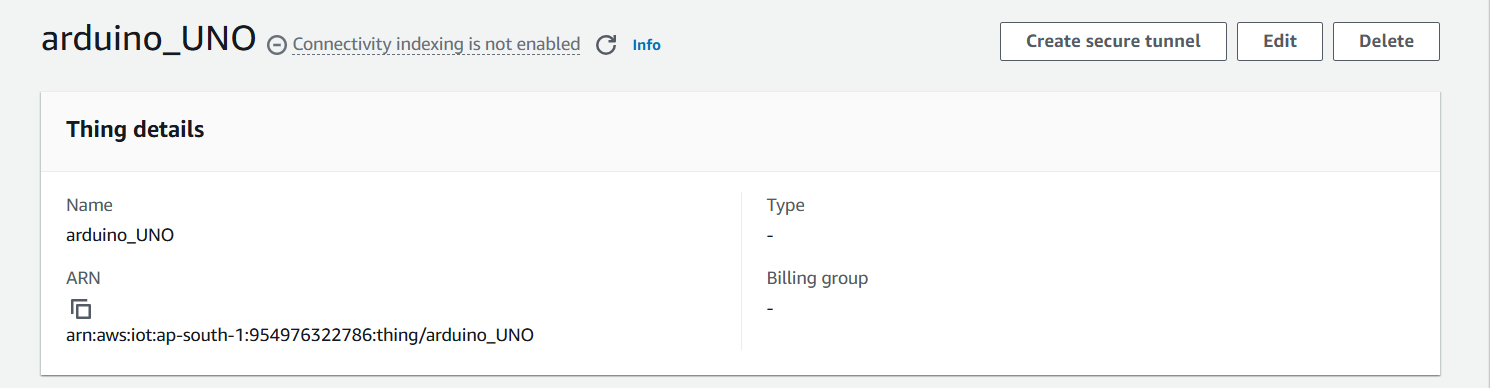 arduino_UNO Connectivity indexing is not enabled Info Create secure tunnel Edit Delete
Thing details
Name
arduino_UNO
ARN
arn:aws:iot:ap-south-1:954976322786:thing/arduino_UNO
Type
-
Billing group
-